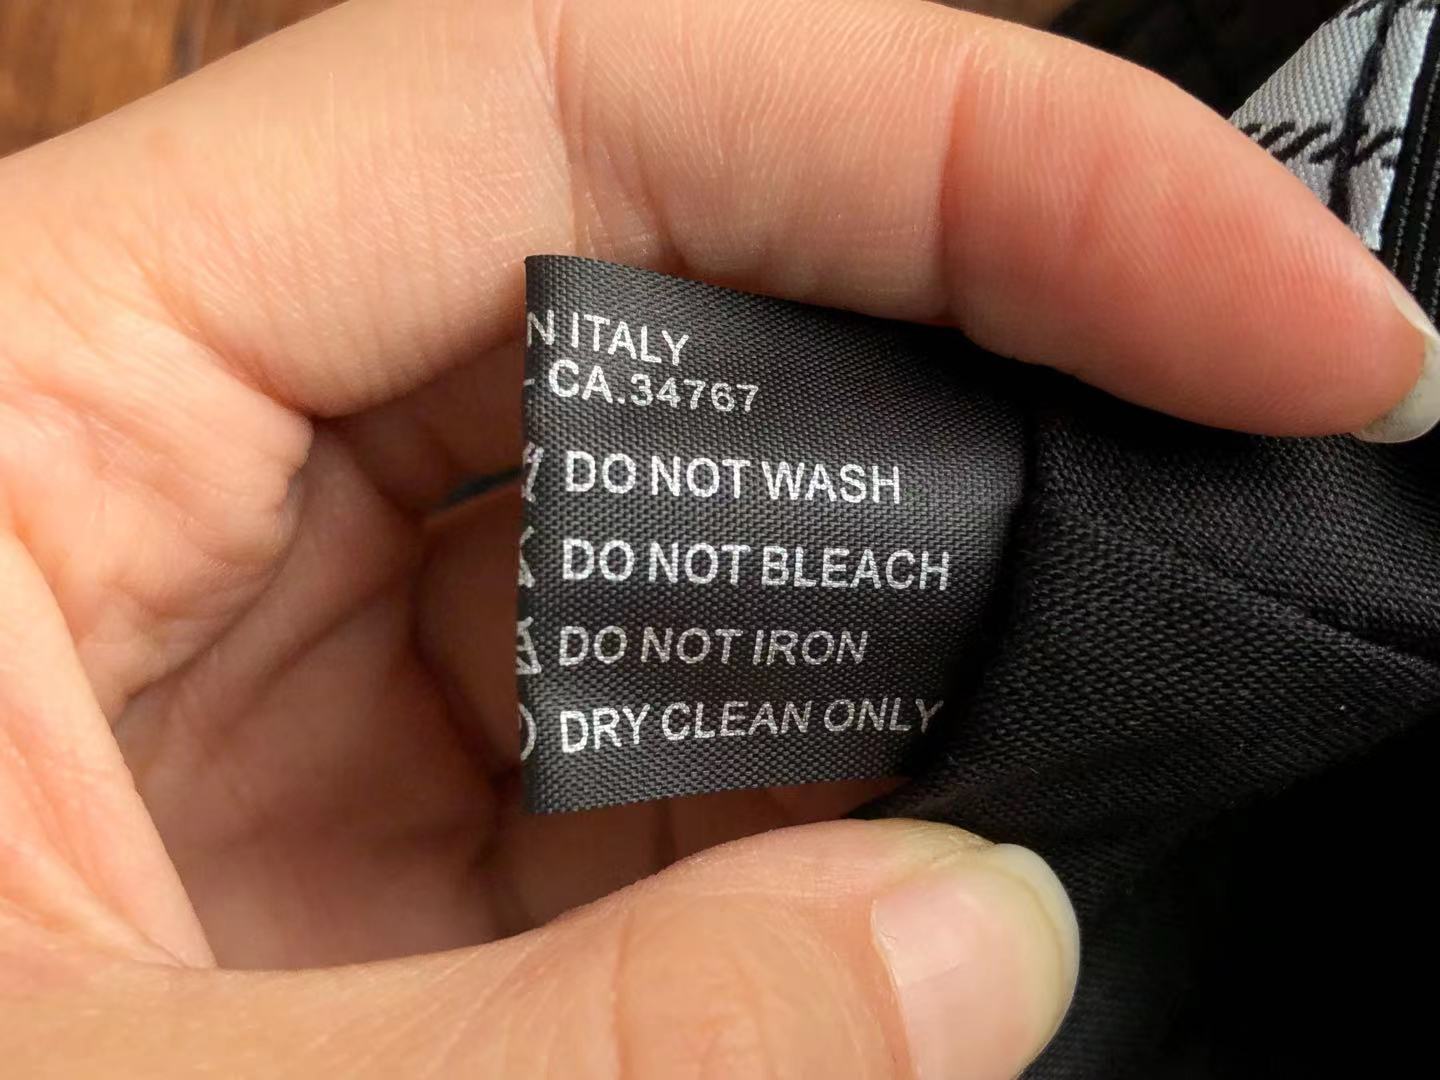 N ITALY
CA.34767
DO NOT WASH
DO NOT BLEACH
DO NOT IRON
DRY CLEAN ONLY